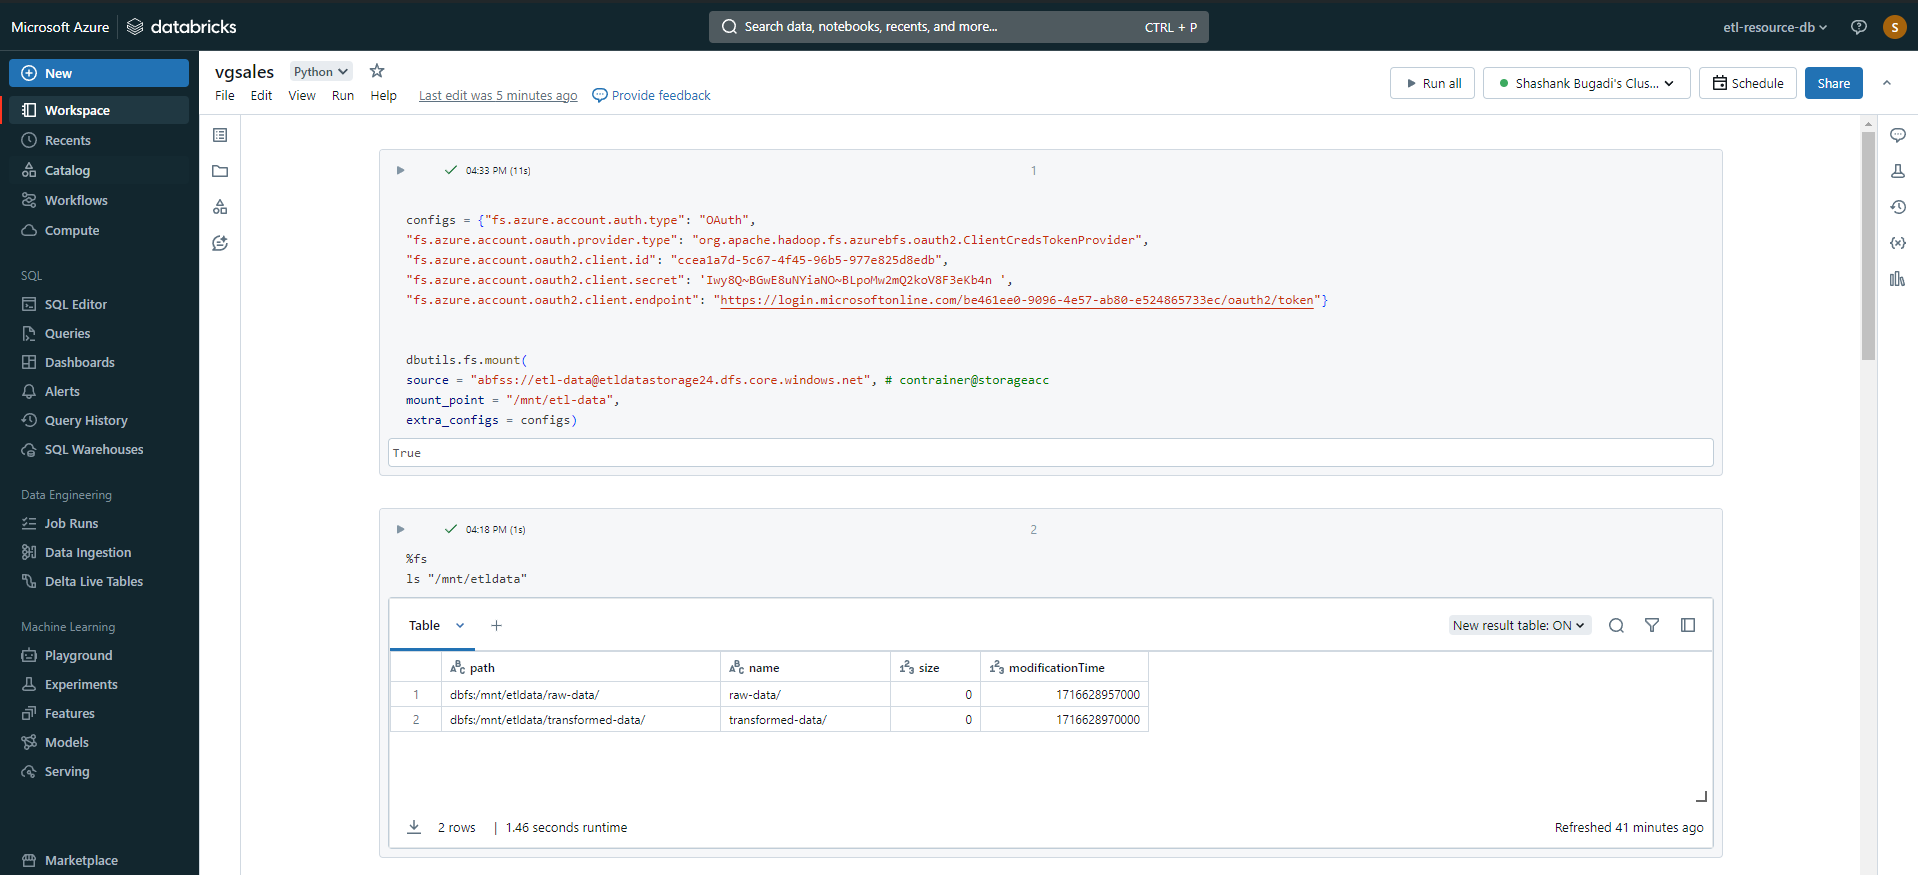 Microsoft Azure databricks
Search data, notebooks, recents, and more... CTRL + P
etl-resource-db
S
New
Workspace
Recents
Catalog
Workflows
Compute
SQL
SQL Editor
Queries
Dashboards
Alerts
Query History
SQL Warehouses
Data Engineering
Job Runs
Data Ingestion
Delta Live Tables
Machine Learning
Playground
Experiments
Features
Models
Serving
Marketplace
vgsales Python
File Edit View Run Help Last edit was 5 minutes ago Provide feedback
Run all Shashank Bugadi's Clus... Schedule Share
04:33 PM (11s) 1
configs = {"fs.azure.account.auth.type": "OAuth",
"fs.azure.account.oauth.provider.type": "org.apache.hadoop.fs.azurebfs.oauth2.ClientCredsTokenProvider",
"fs.azure.account.oauth2.client.id": "ccea1a7d-5c67-4f45-96b5-977e825d8edb",
"fs.azure.account.oauth2.client.secret": 'Iwy8Q~BGwE8uNYiaNO~BLpoMw2mQ2koV8F3eKb4n ',
"fs.azure.account.oauth2.client.endpoint": "https://login.microsoftonline.com/be461ee0-9096-4e57-ab80-e524865733ec/oauth2/token"}
dbutils.fs.mount(
source = "abfss://etl-data@etldatastorage24.dfs.core.windows.net", # contrainer@storageacc
mount_point = "/mnt/etl-data",
extra_configs = configs)
True
04:18 PM (1s) 2
%fs
ls "/mnt/etldata"
Table New result table: ON
path name size modificationTime
1 dbfs:/mnt/etldata/raw-data/ raw-data/ 0 1716628957000
2 dbfs:/mnt/etldata/transformed-data/ transformed-data/ 0 1716628970000
2 rows | 1.46 seconds runtime Refreshed 41 minutes ago